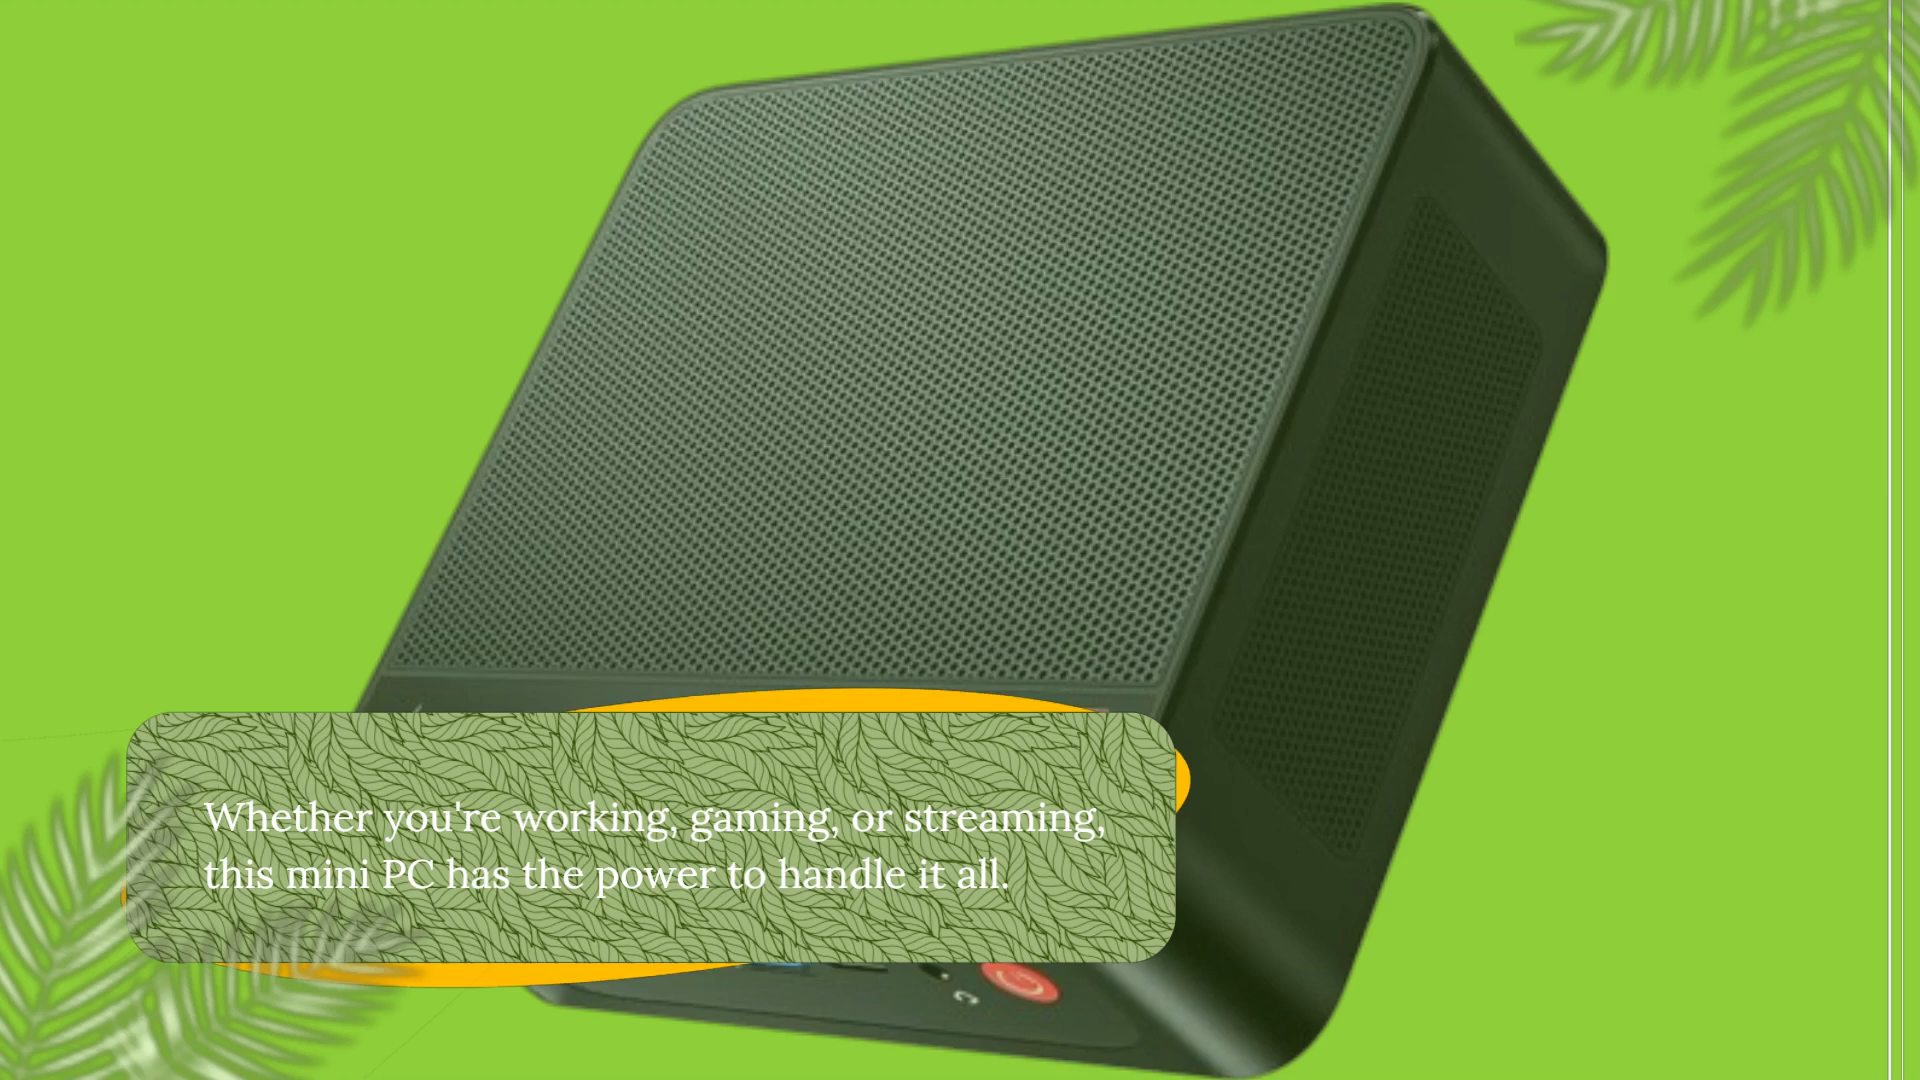 Whether you're working, gaming, or streaming,
this mini PC has the power to handle it all.